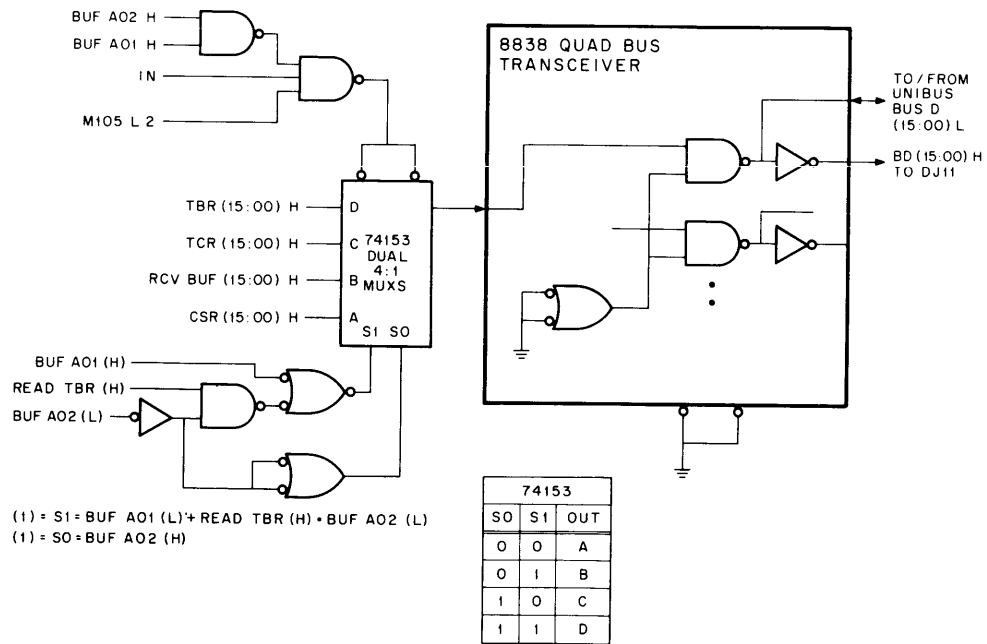 BUF A02 H
BUF A01 H
IN
M105 L 2
8838 QUAD BUS
TRANSCEIVER
TO/FROM
UNIBUS
BUS D
(15:00) L
BD (15:00) H
TO DJ11
TBR (15:00) H
D
TCR (15:00) H
C
74153
DUAL
4:1
MUXS
RCV BUF (15:00) H
B
CSR (15:00) H
A
S1 S0
BUF A01 (H)
READ TBR (H)
BUF A02 (L)
(1) = S1 = BUF A01 (L) + READ TBR (H) • BUF A02 (L)
(1) = S0 = BUF A02 (H)
74153
S0 S1 OUT
0 0 A
0 1 B
1 0 C
1 1 D